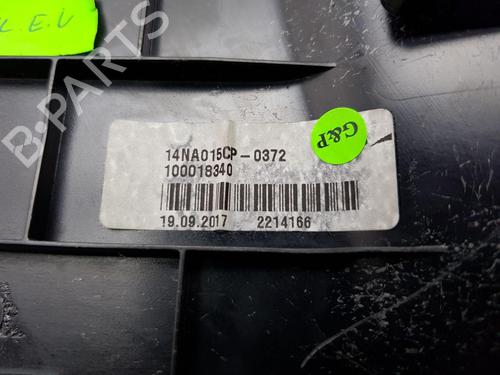 L.E.V
B-PARTS
G&P
14NA015CP-0372
100018340
19.09.2017 2214166